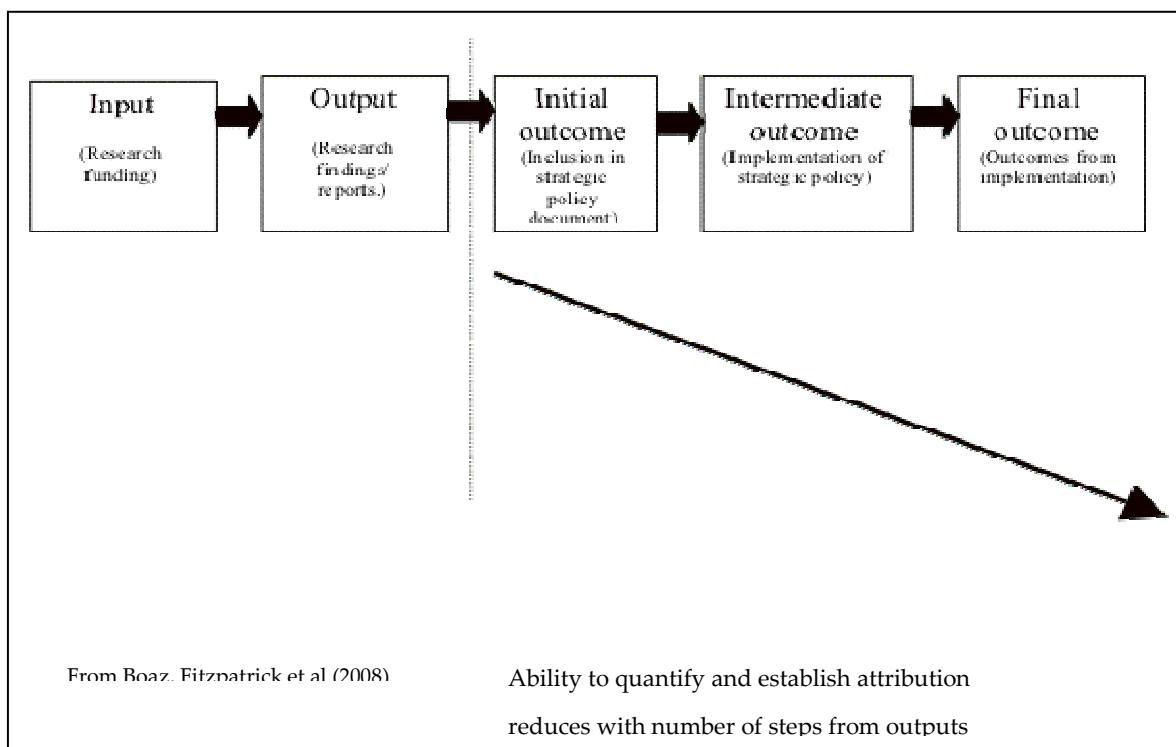 Input
(Research
funding)
Output
(Research
findings/
reports.)
Initial
outcome
(Inclusion in
strategic
policy
document)
Intermediate
outcome
(Implementation of
strategic policy)
Final
outcome
(Outcomes from
implementation)
From Boaz, Fitzpatrick et al (2008)
Ability to quantify and establish attribution
reduces with number of steps from outputs